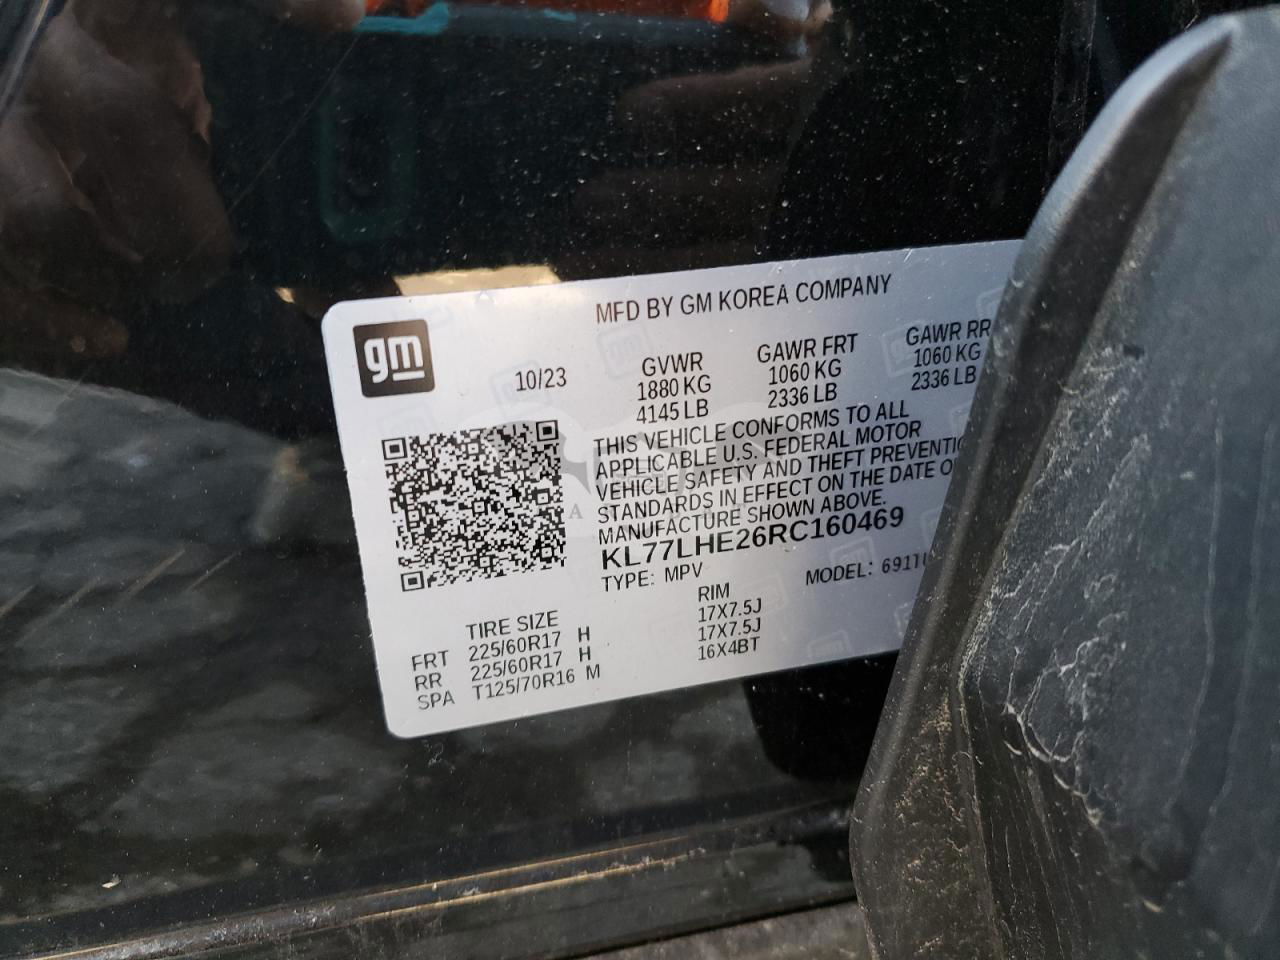 MFD BY GM KOREA COMPANY
gm
10/23
GVWR GAWR FRT GAWR RR
1880 KG 1060 KG 1060 KG
4145 LB 2336 LB 2336 LB
THIS VEHICLE CONFORMS TO ALL
APPLICABLE U.S. FEDERAL MOTOR
VEHICLE SAFETY AND THEFT
STANDARDS IN EFFECT ON THE DATE
MANUFACTURE SHOWN ABOVE.
KL77LHE26RC160469
TYPE: MPV MODEL:
TIRE SIZE RIM
FRT 225/60R17 H 17X7.5J
RR 225/60R17 H 17X7.5J
SPA T125/70R16 M 16X4BT